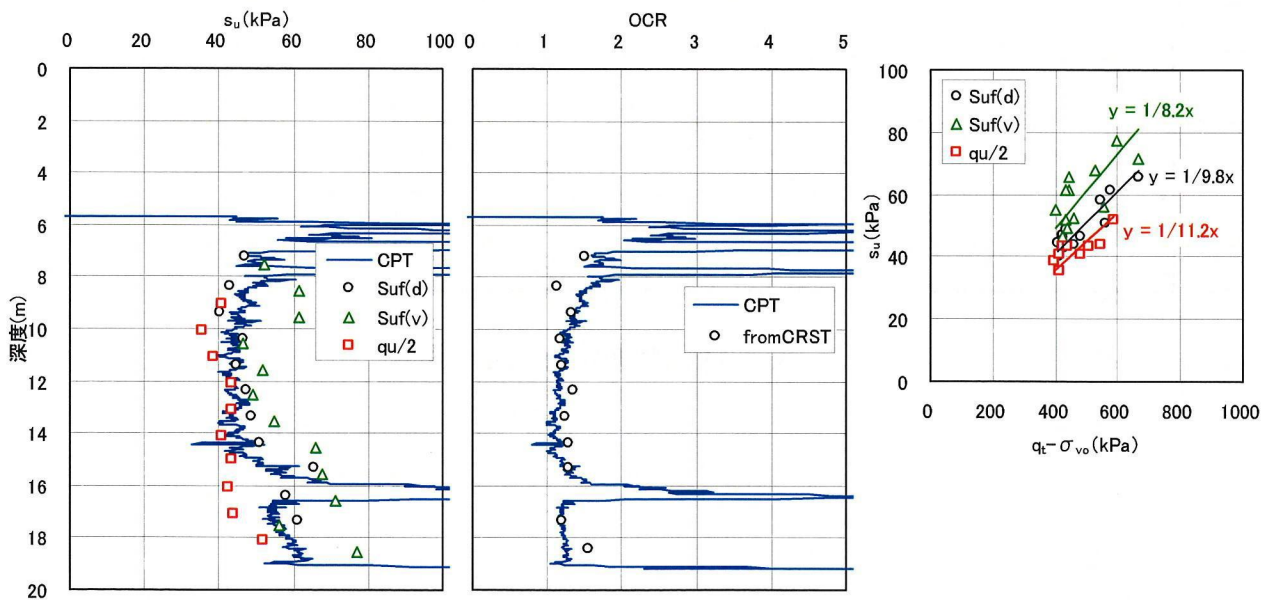 su(kPa)
0 20 40 60 80 100
OCR
0 1 2 3 4 5
0
2
4
6
8
10
12
14
16
18
20
深度(m)
CPT
Suf(d)
Suf(v)
qu/2
CPT
fromCRST
100
80
60
40
20
0
su(kPa)
Suf(d)
Suf(v)
qu/2
y = 1/8.2x
y = 1/9.8x
y = 1/11.2x
0 200 400 600 800 1000
qt-σvo(kPa)